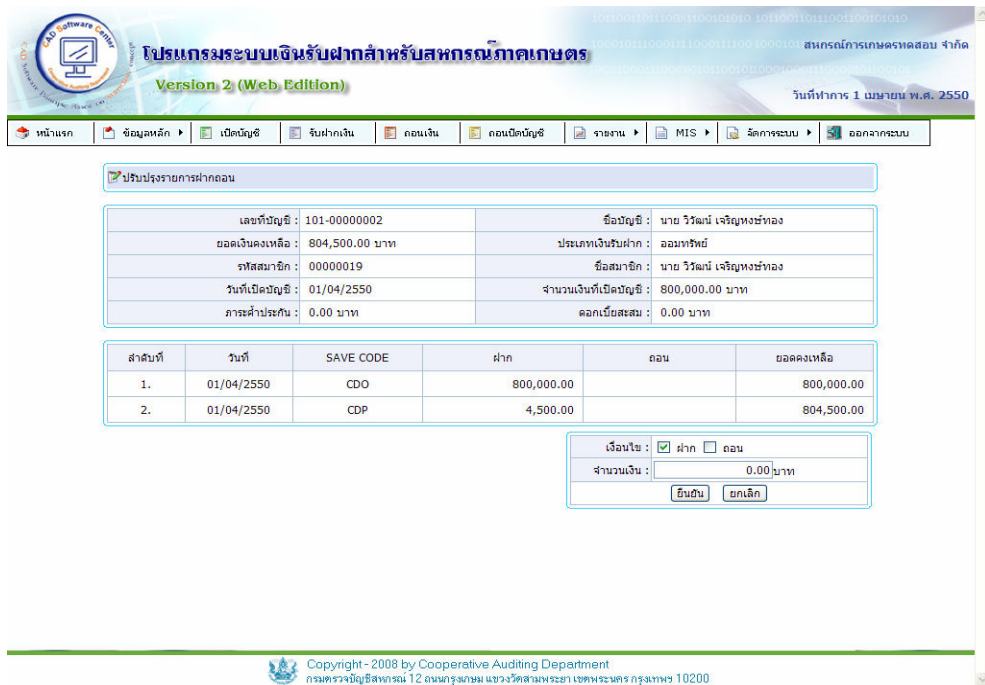 CAD Software Center
โปรแกรมระบบเงินรับฝากสำหรับสหกรณ์ภาคเกษตร
Version 2 (Web Edition)
สหกรณ์การเกษตรทดสอบ จำกัด
วันที่ทำการ 1 เมษายน พ.ศ. 2550
หน้าแรก ข้อมูลหลัก เปิดบัญชี รับฝากเงิน ถอนเงิน ถอนปิดบัญชี รายงาน MIS จัดการระบบ ออกจากระบบ
ปรับปรุงรายการฝากถอน
เลขที่บัญชี : 101-00000002 ชื่อบัญชี : นาย วิวัฒน์ เจริญหงษ์ทอง
ยอดเงินคงเหลือ : 804,500.00 บาท ประเภทเงินรับฝาก : ออมทรัพย์
รหัสสมาชิก : 00000019 ชื่อสมาชิก : นาย วิวัฒน์ เจริญหงษ์ทอง
วันที่เปิดบัญชี : 01/04/2550 จำนวนเงินที่เปิดบัญชี : 800,000.00 บาท
ภาระค้ำประกัน : 0.00 บาท ดอกเบี้ยสะสม : 0.00 บาท
ลำดับที่ วันที่ SAVE CODE ฝาก ถอน ยอดคงเหลือ
1. 01/04/2550 CDO 800,000.00 800,000.00
2. 01/04/2550 CDP 4,500.00 804,500.00
เงื่อนไข : ฝาก ถอน
จำนวนเงิน : 0.00 บาท
ยืนยัน ยกเลิก
Copyright - 2008 by Cooperative Auditing Department
กรมตรวจบัญชีสหกรณ์ 12 ถนนกรุงเกษม แขวงวัดสามพระยา เขตพระนคร กรุงเทพฯ 10200